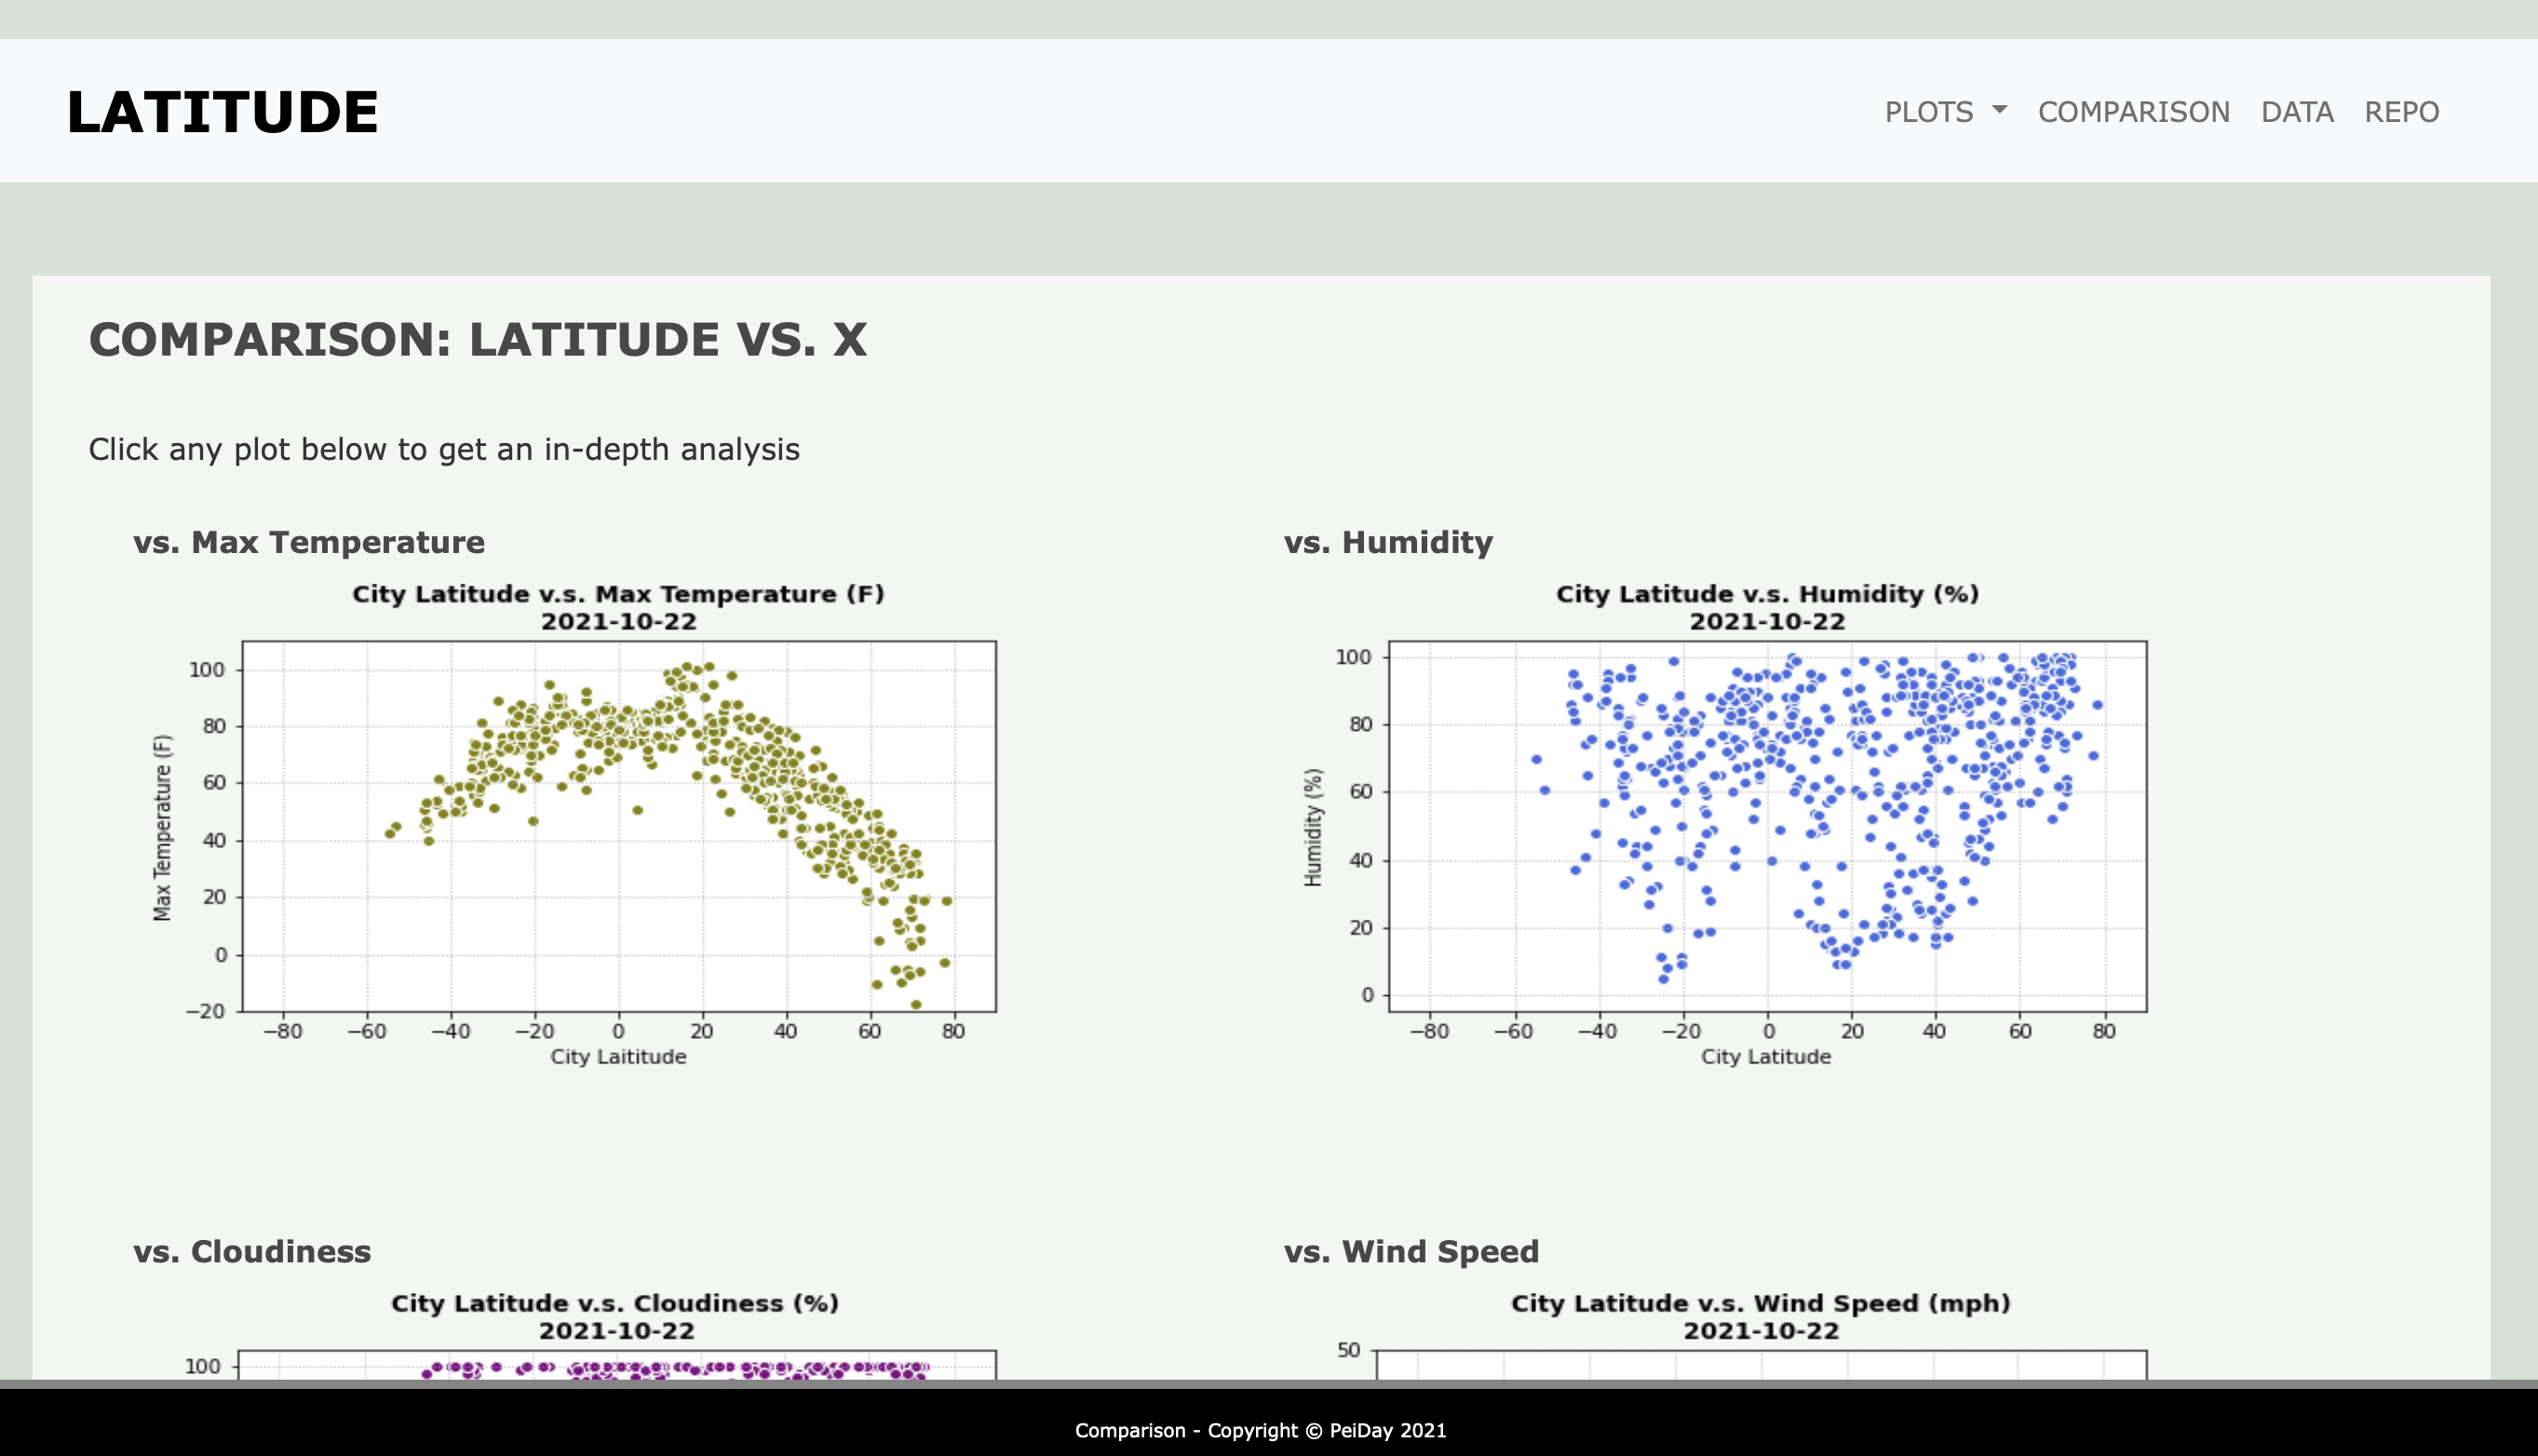 LATITUDE
PLOTS COMPARISON DATA REPO
COMPARISON: LATITUDE VS. X
Click any plot below to get an in-depth analysis
vs. Max Temperature
City Latitude v.s. Max Temperature (F)
2021-10-22
Max Temperature (F)
100
80
60
40
20
0
−20
−80 −60 −40 −20 0 20 40 60 80
City Laititude
vs. Humidity
City Latitude v.s. Humidity (%)
2021-10-22
Humidity (%)
100
80
60
40
20
0
−80 −60 −40 −20 0 20 40 60 80
City Latitude
vs. Cloudiness
City Latitude v.s. Cloudiness (%)
2021-10-22
100
vs. Wind Speed
City Latitude v.s. Wind Speed (mph)
2021-10-22
50
Comparison - Copyright © PeiDay 2021